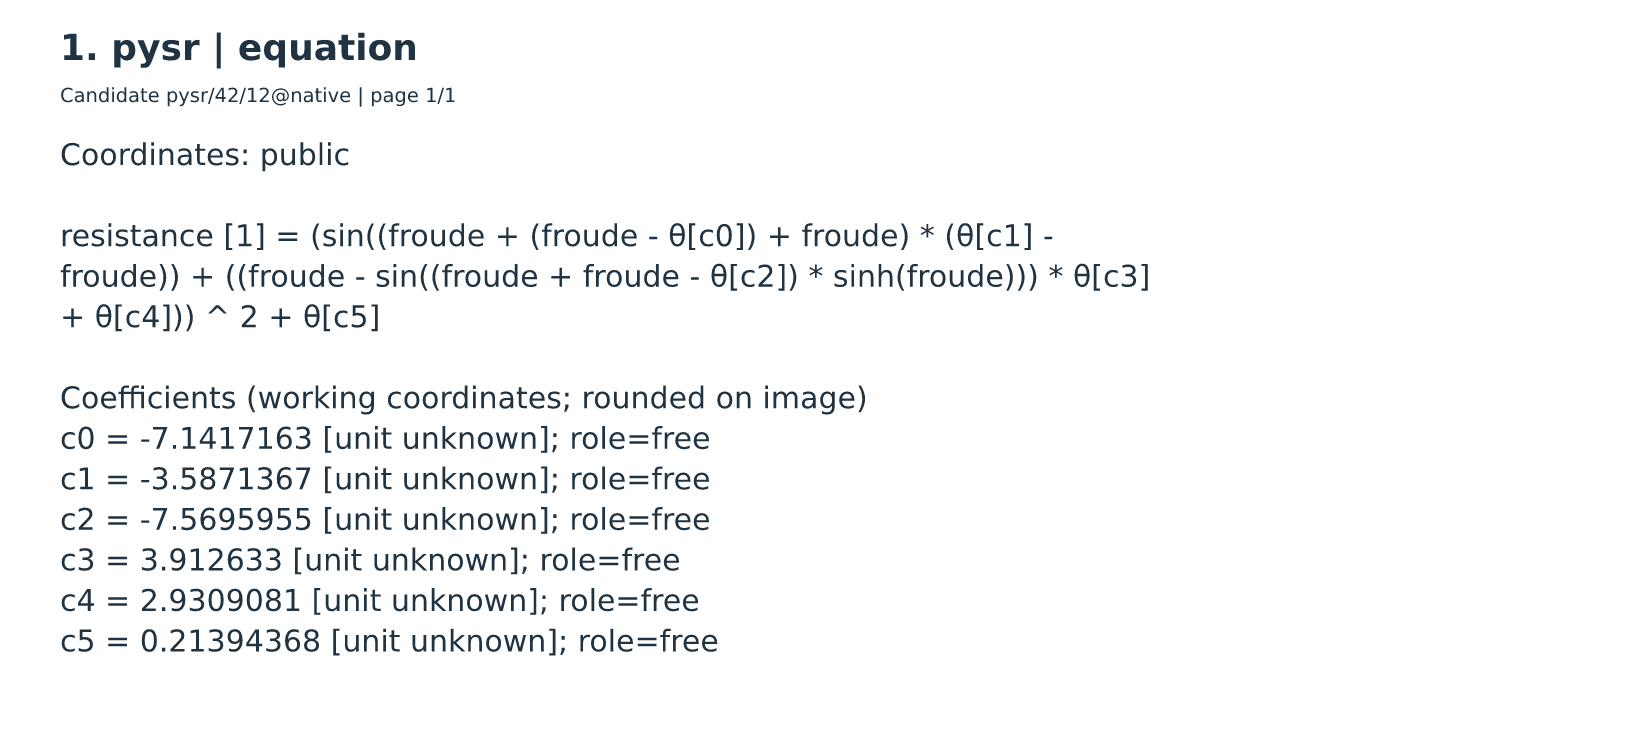 1. pysr | equation
Candidate pysr/42/12@native | page 1/1
Coordinates: public
resistance [1] = (sin((froude + (froude - θ[c0]) + froude) * (θ[c1] -
froude)) + ((froude - sin((froude + froude - θ[c2]) * sinh(froude))) * θ[c3]
+ θ[c4])) ^ 2 + θ[c5]
Coefficients (working coordinates; rounded on image)
c0 = -7.1417163 [unit unknown]; role=free
c1 = -3.5871367 [unit unknown]; role=free
c2 = -7.5695955 [unit unknown]; role=free
c3 = 3.912633 [unit unknown]; role=free
c4 = 2.9309081 [unit unknown]; role=free
c5 = 0.21394368 [unit unknown]; role=free